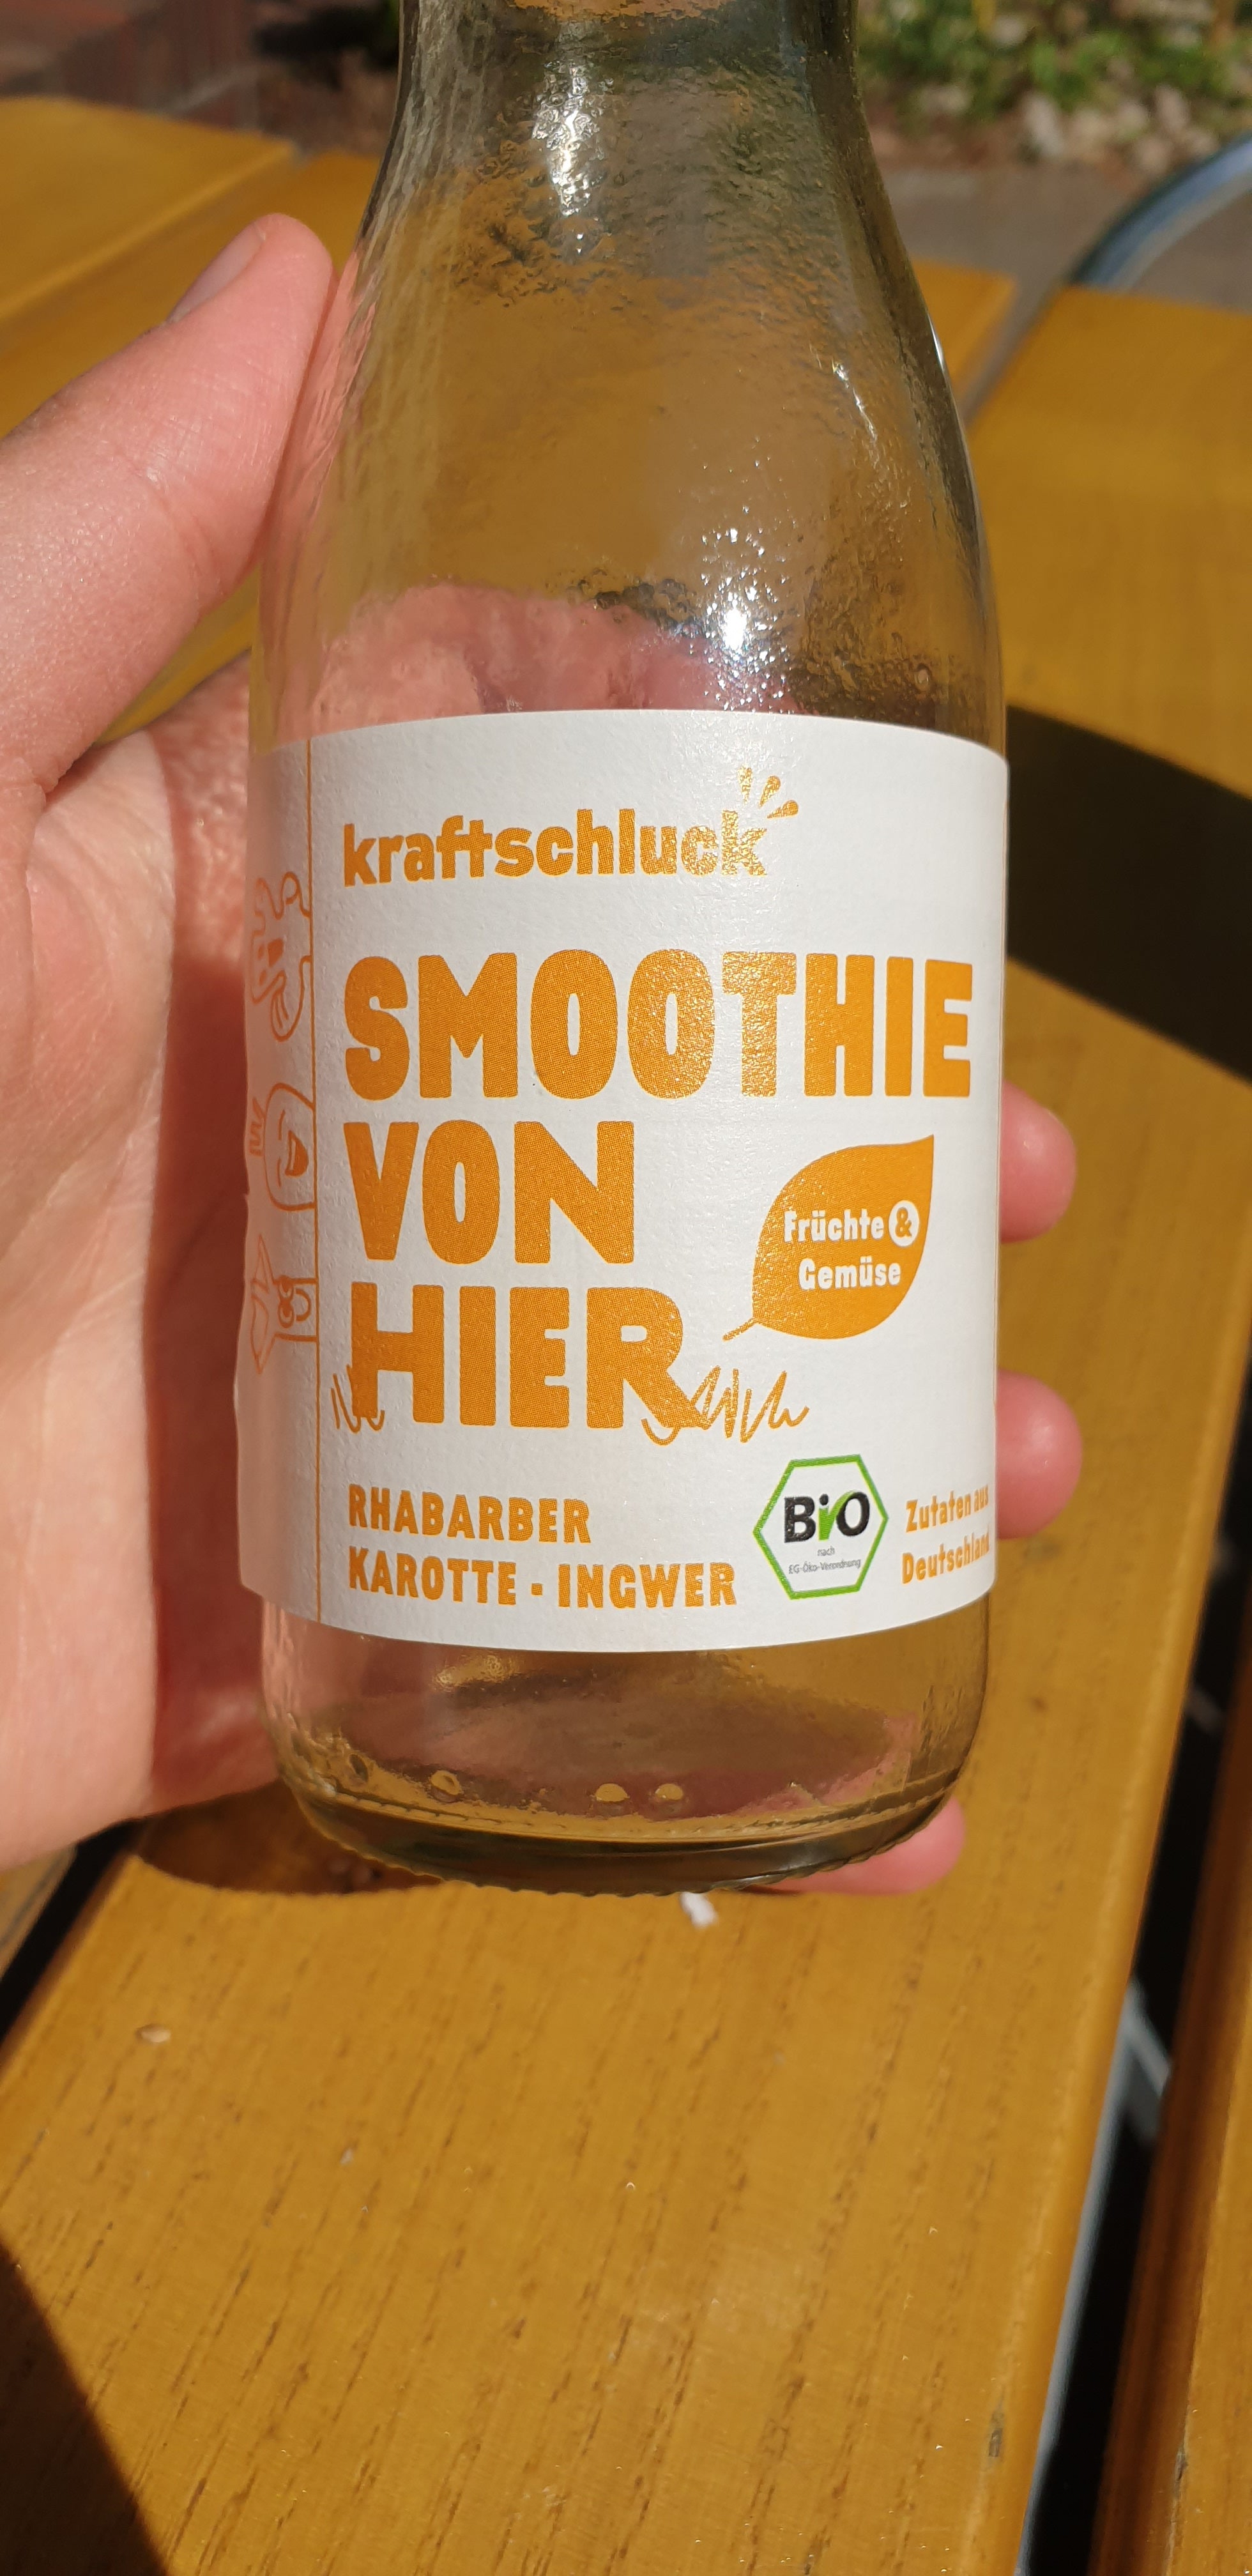 kraftschluck
SMOOTHIE
VON
HIER
Früchte &
Gemüse
RHABARBER
KAROTTE · INGWER
BiO
nach
EG-Öko-Verordnung
Zutaten aus
Deutschland